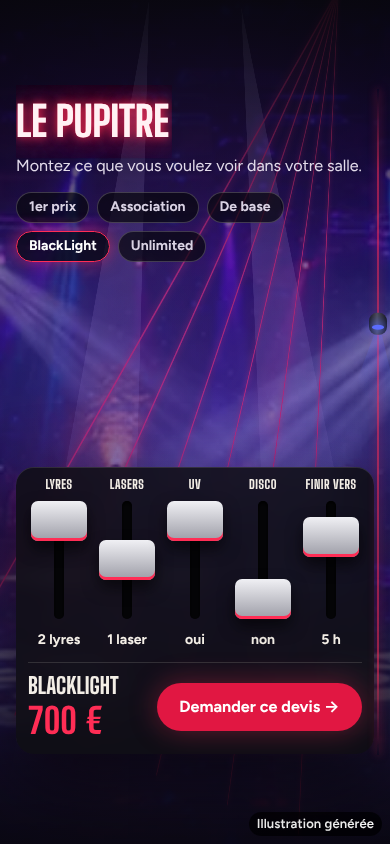 LE PUPITRE
Montez ce que vous voulez voir dans votre salle.
1er prix
Association
De base
BlackLight
Unlimited
LYRES LASERS UV DISCO FINIR VERS
2 lyres 1 laser oui non 5 h
BLACKLIGHT
700 €
Demander ce devis →
Illustration générée